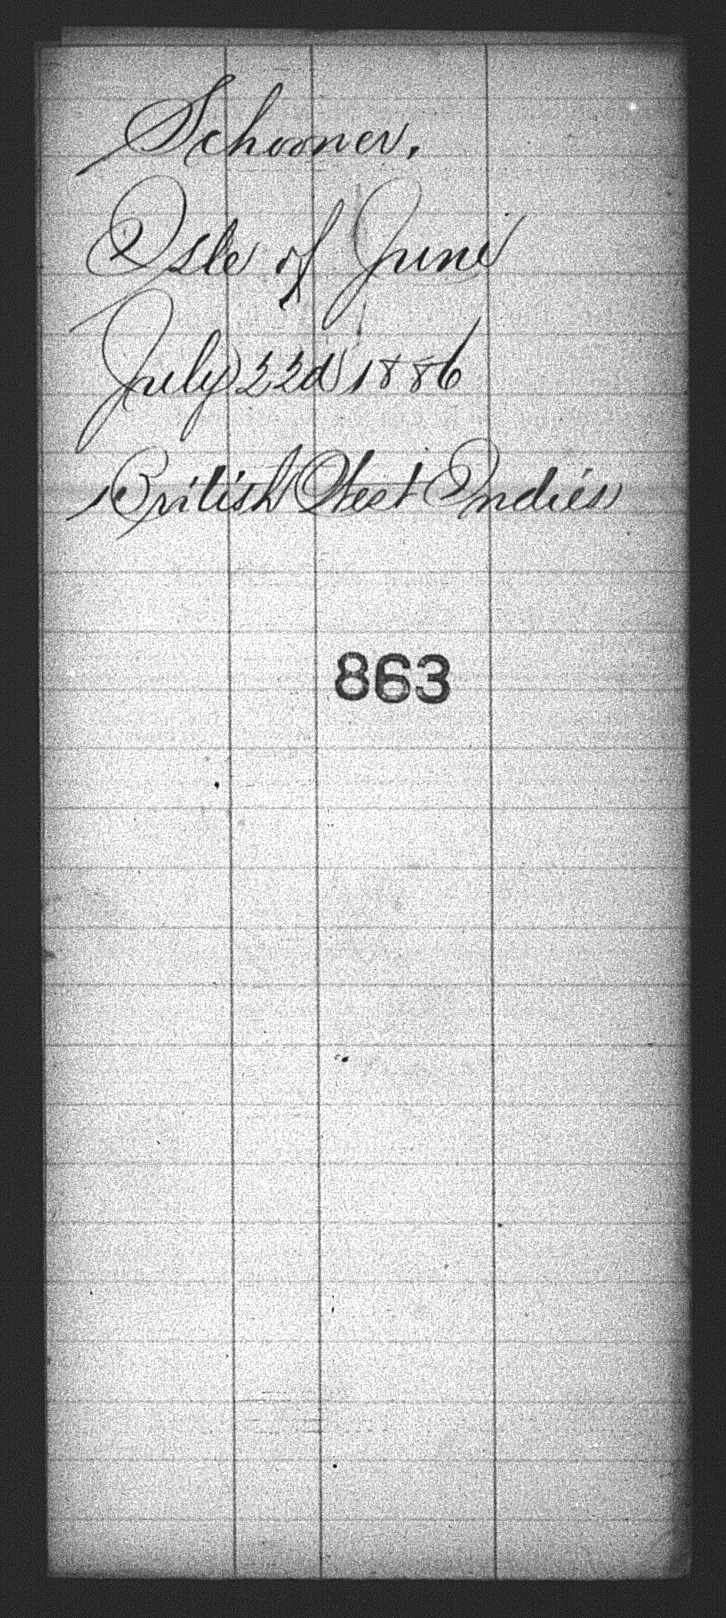 Schooner,
Isle of June
July 22d 1886
British West Indies
863